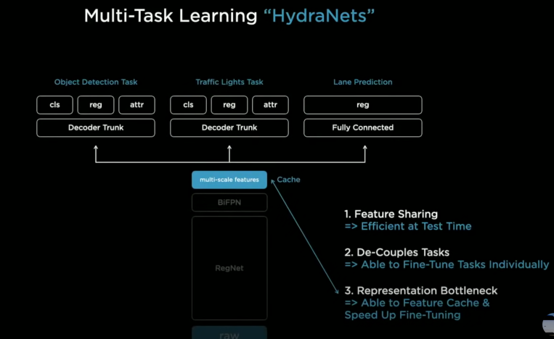 Multi-Task Learning “HydraNets”
Object Detection Task
Traffic Lights Task
Lane Prediction
cls
reg
attr
cls
reg
attr
reg
Decoder Trunk
Decoder Trunk
Fully Connected
multi-scale features
Cache
BiFPN
RegNet
1. Feature Sharing
=> Efficient at Test Time
2. De-Couples Tasks
=> Able to Fine-Tune Tasks Individually
3. Representation Bottleneck
=> Able to Feature Cache &
Speed Up Fine-Tuning